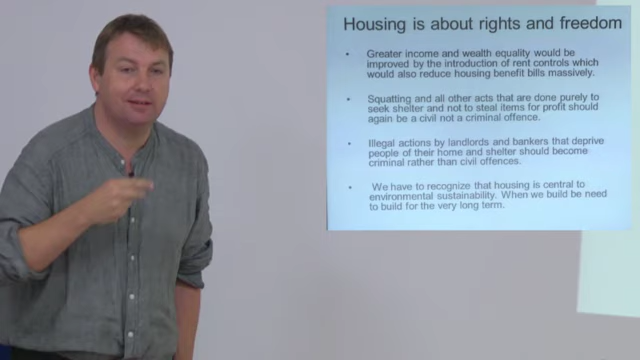 Housing is about rights and freedom
• Greater income and wealth equality would be
improved by the introduction of rent controls which
would also reduce housing benefit bills massively.
• Squatting and all other acts that are done purely to
seek shelter and not to steal items for profit should
again be a civil not a criminal offence.
• Illegal actions by landlords and bankers that deprive
people of their home and shelter should become
criminal rather than civil offences.
• We have to recognize that housing is central to
environmental sustainability. When we build be need
to build for the very long term.